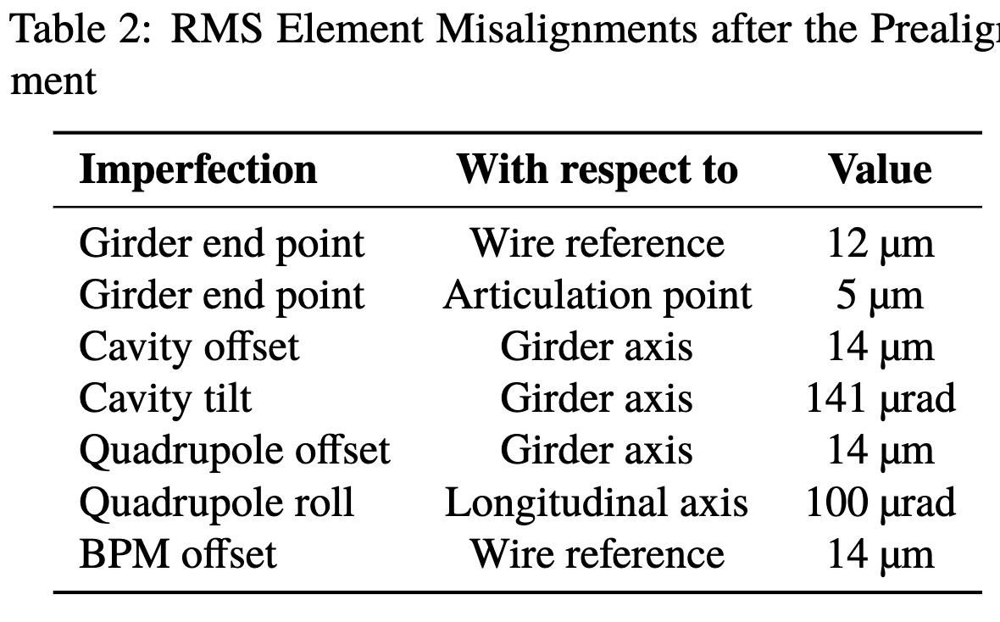 Table 2: RMS Element Misalignments after the Prealign-
ment
Imperfection With respect to Value
Girder end point Wire reference 12 μm
Girder end point Articulation point 5 μm
Cavity offset Girder axis 14 μm
Cavity tilt Girder axis 141 μrad
Quadrupole offset Girder axis 14 μm
Quadrupole roll Longitudinal axis 100 μrad
BPM offset Wire reference 14 μm